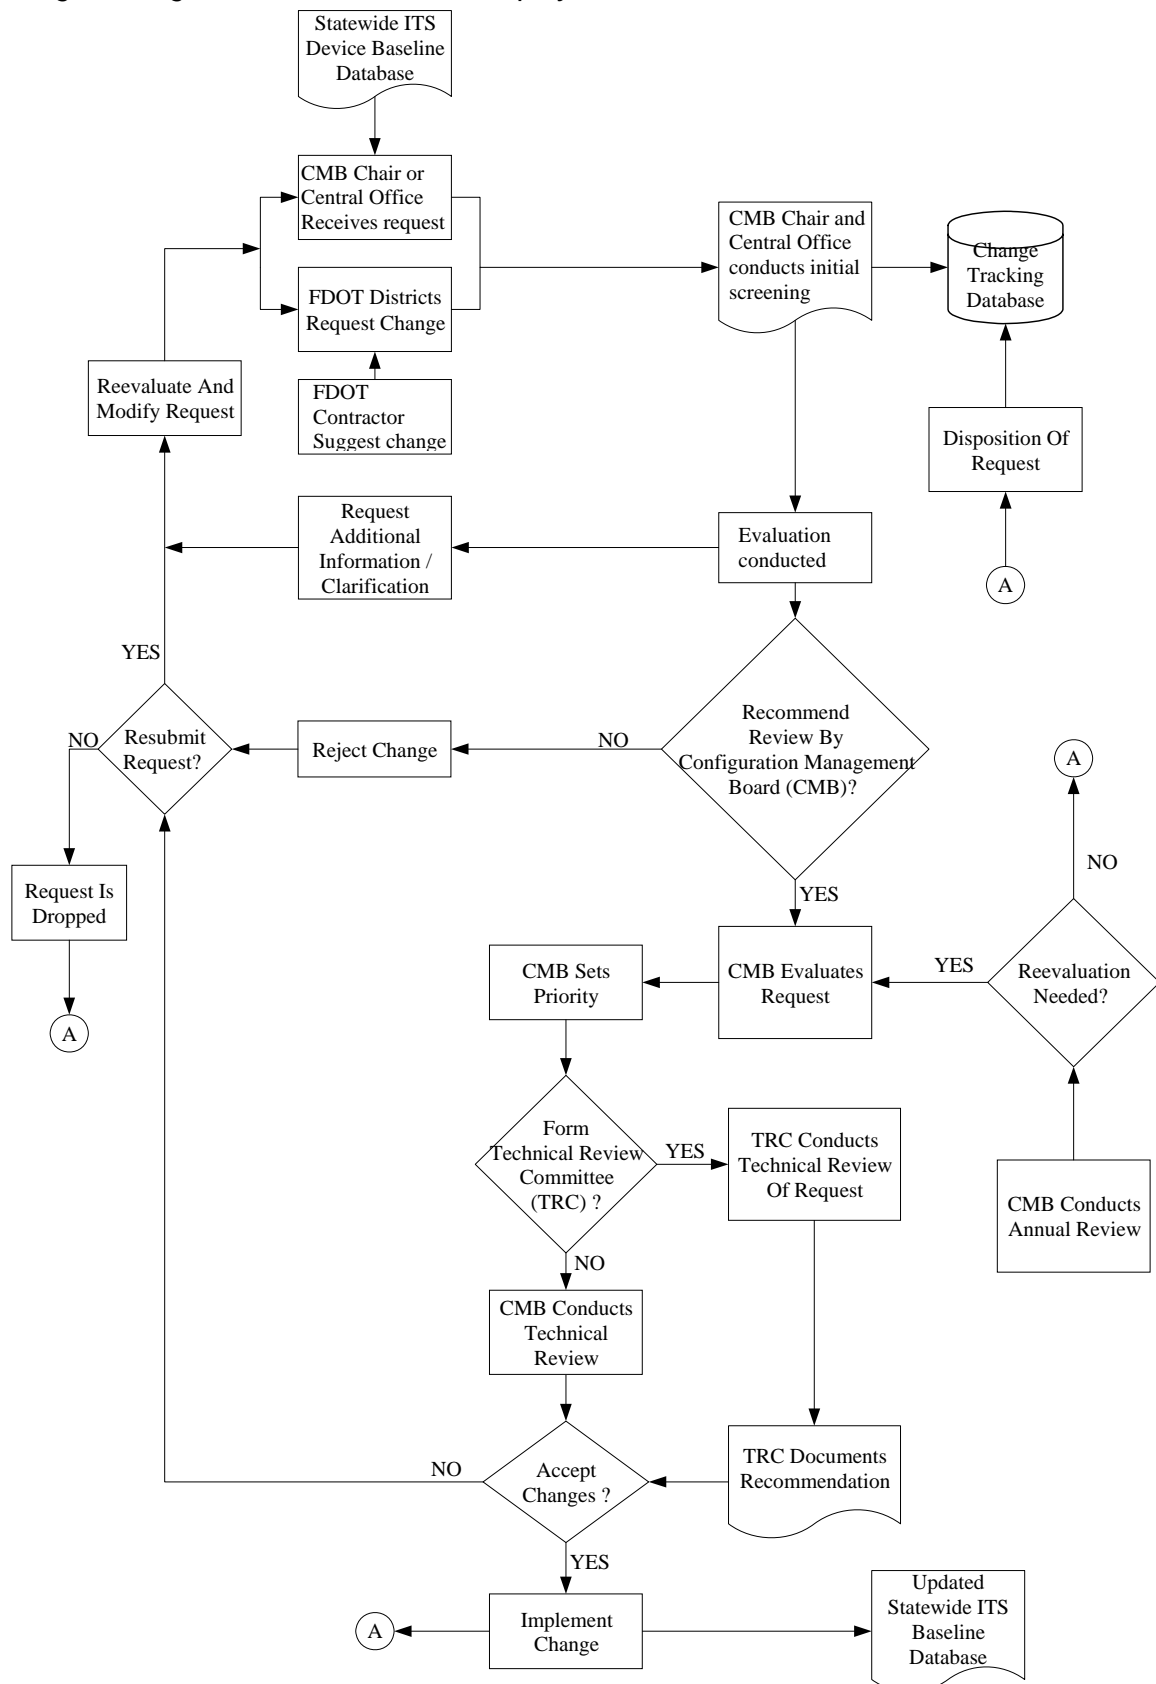 Statewide ITS
Device Baseline
Database
CMB Chair or
Central Office
Receives request
CMB Chair and
Central Office
conducts initial
screening
Change
Tracking
Database
FDOT Districts
Request Change
Reevaluate And
Modify Request
FDOT
Contractor
Suggest change
Disposition Of
Request
Request
Additional
Information /
Clarification
Evaluation
conducted
A
YES
Recommend
Review By
Configuration Management
Board (CMB)?
NO
Resubmit
Request?
Reject Change
NO
A
NO
Request Is
Dropped
YES
CMB Sets
Priority
CMB Evaluates
Request
YES
Reevaluation
Needed?
A
Form
Technical Review
Committee
(TRC) ?
YES
TRC Conducts
Technical Review
Of Request
CMB Conducts
Annual Review
NO
CMB Conducts
Technical
Review
NO
Accept
Changes ?
TRC Documents
Recommendation
YES
A
Implement
Change
Updated
Statewide ITS
Baseline
Database